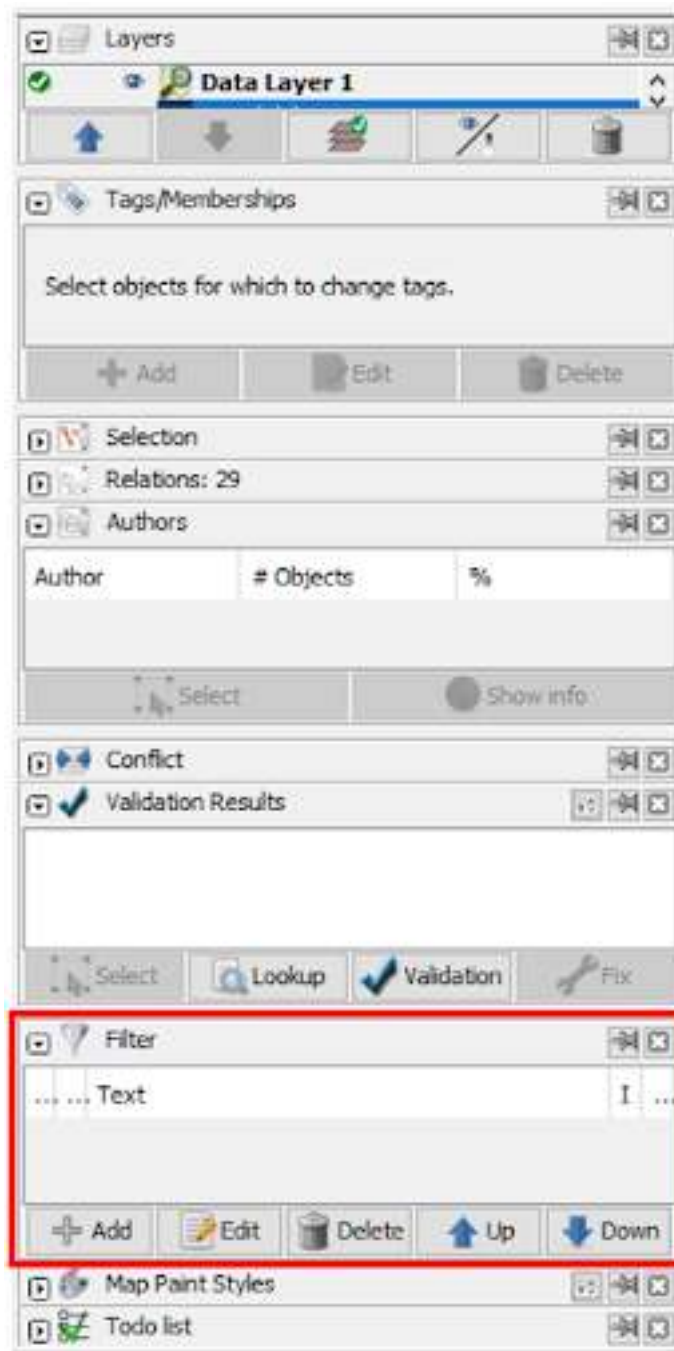 Layers
Data Layer 1
Tags/Memberships
Select objects for which to change tags.
Add Edit Delete
Selection
Relations: 29
Authors
Author # Objects %
Select Show info
Conflict
Validation Results
Select Lookup Validation Fix
Filter
... ... Text I ...
Add Edit Delete Up Down
Map Paint Styles
Todo list